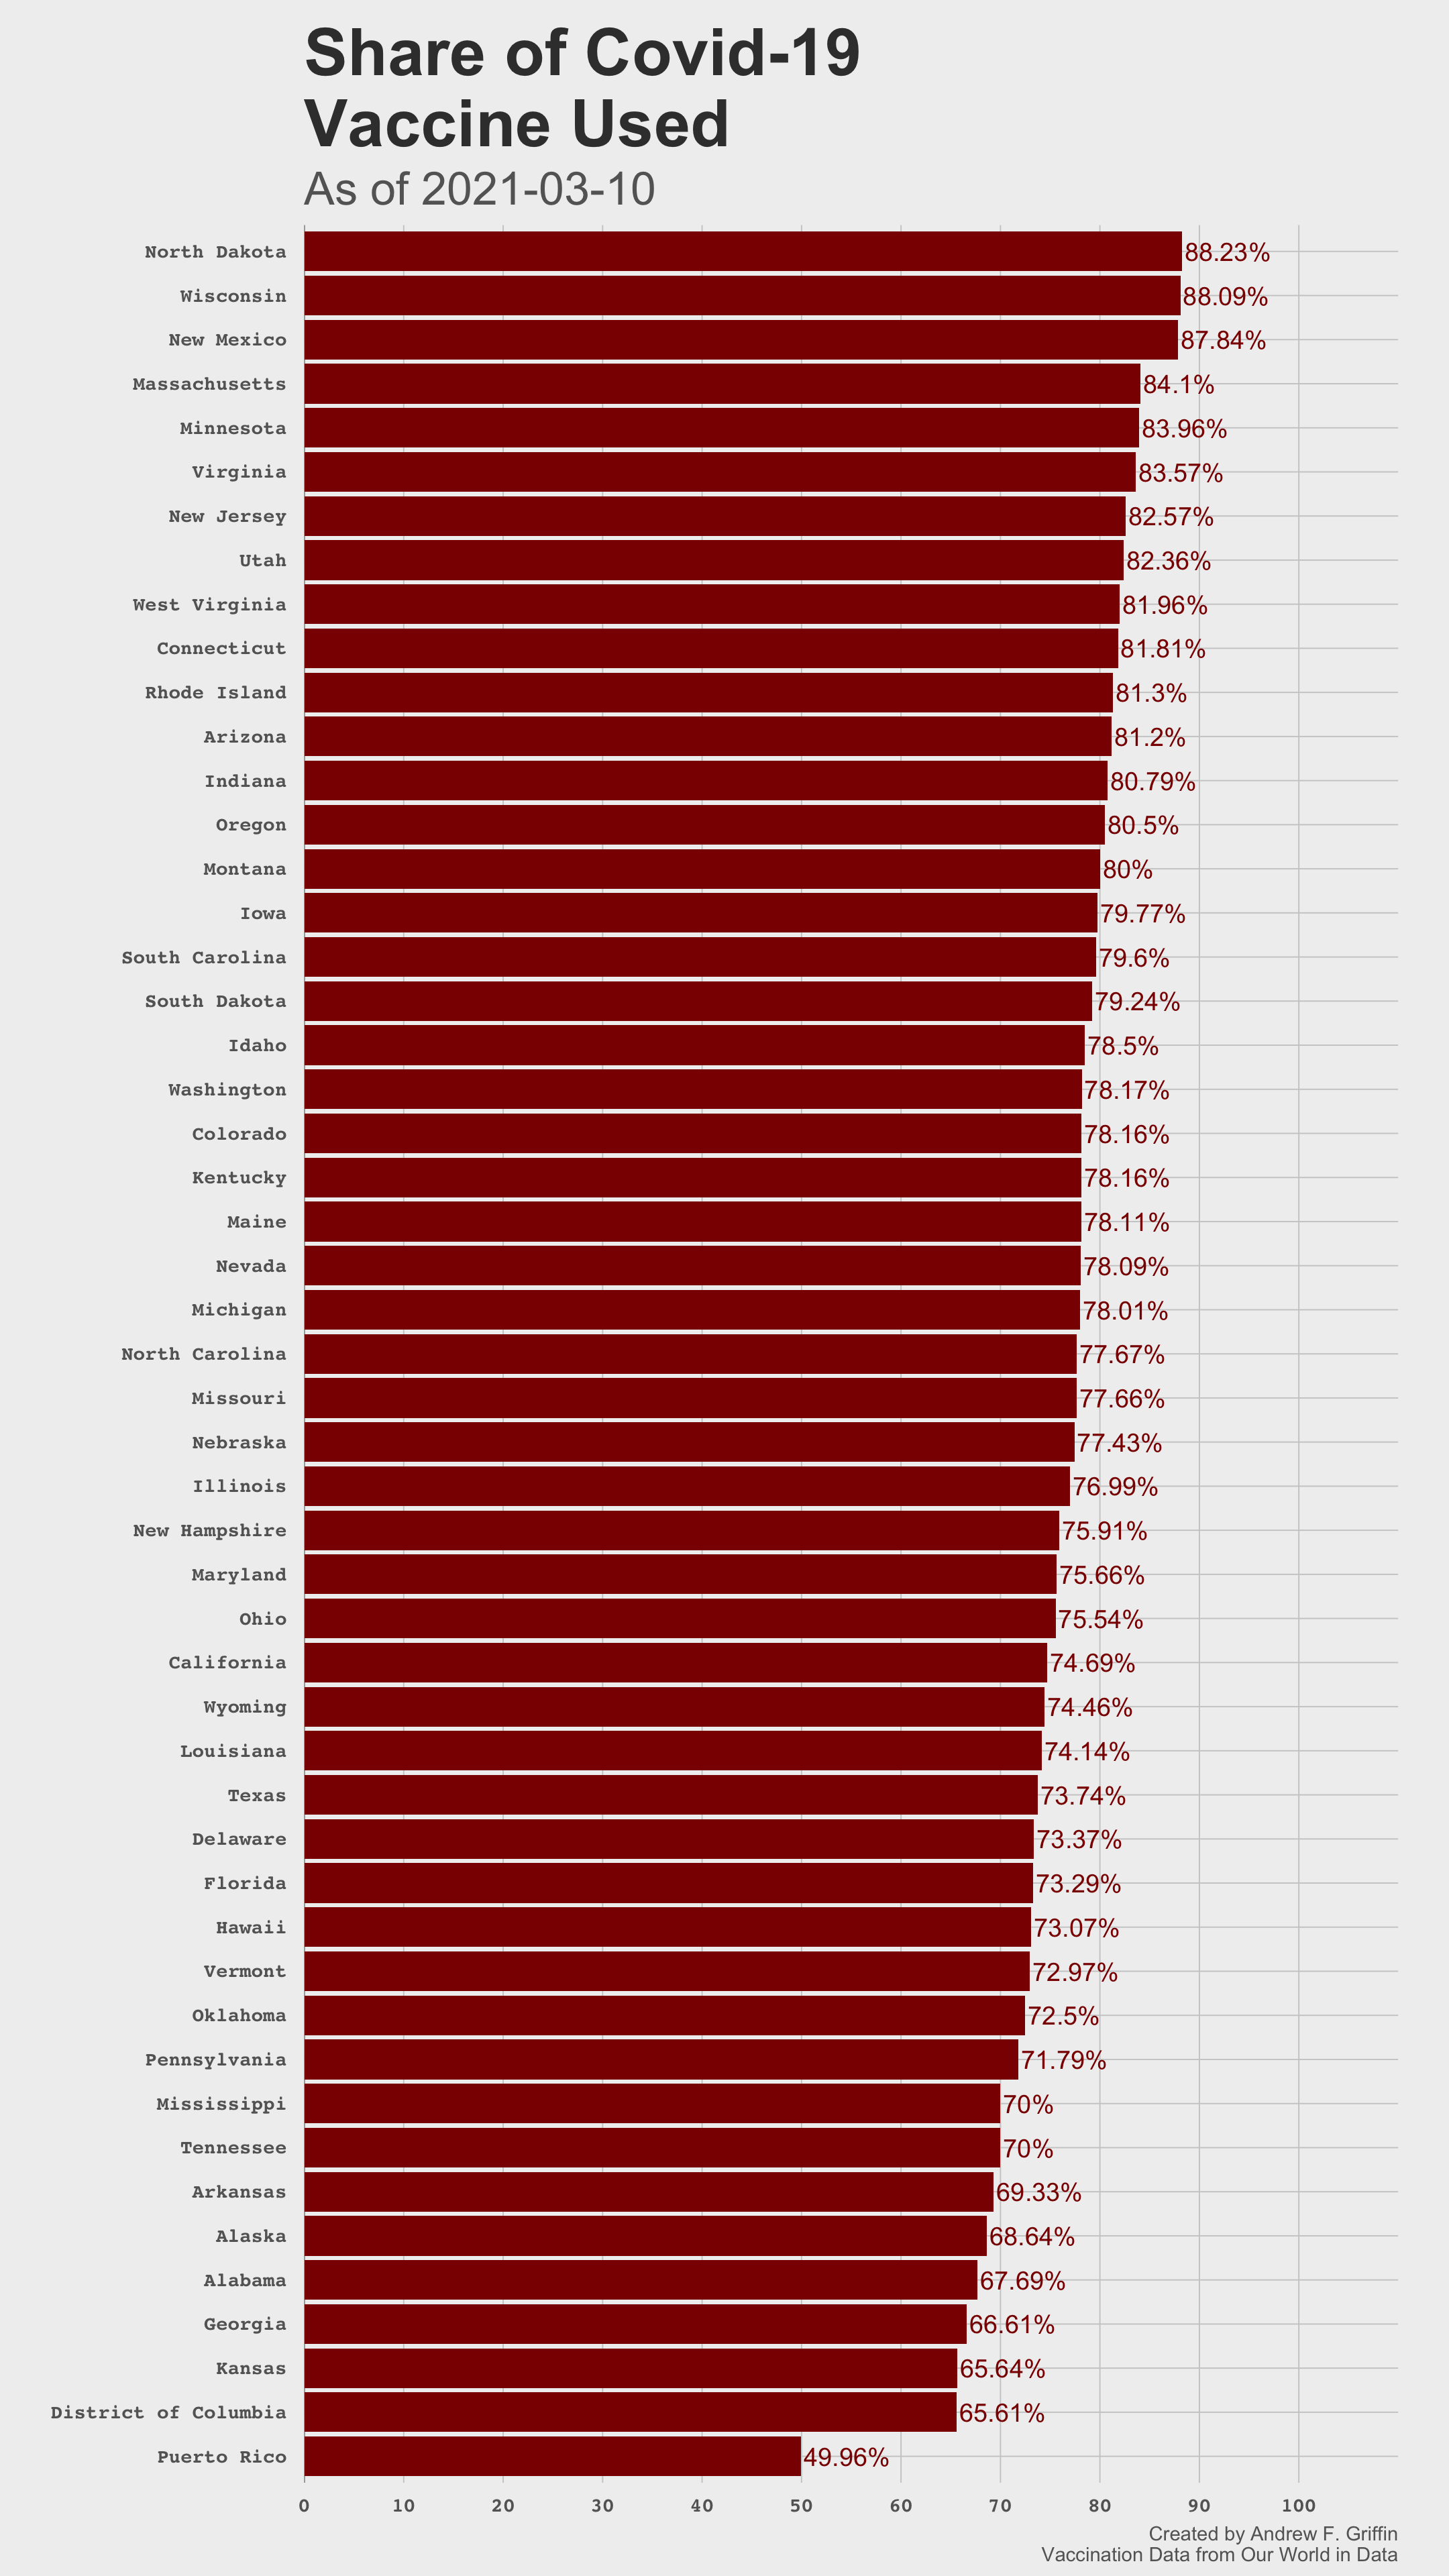 Share of Covid-19
Vaccine Used
As of 2021-03-10
North Dakota 88.23%
Wisconsin 88.09%
New Mexico 87.84%
Massachusetts 84.1%
Minnesota 83.96%
Virginia 83.57%
New Jersey 82.57%
Utah 82.36%
West Virginia 81.96%
Connecticut 81.81%
Rhode Island 81.3%
Arizona 81.2%
Indiana 80.79%
Oregon 80.5%
Montana 80%
Iowa 79.77%
South Carolina 79.6%
South Dakota 79.24%
Idaho 78.5%
Washington 78.17%
Colorado 78.16%
Kentucky 78.16%
Maine 78.11%
Nevada 78.09%
Michigan 78.01%
North Carolina 77.67%
Missouri 77.66%
Nebraska 77.43%
Illinois 76.99%
New Hampshire 75.91%
Maryland 75.66%
Ohio 75.54%
California 74.69%
Wyoming 74.46%
Louisiana 74.14%
Texas 73.74%
Delaware 73.37%
Florida 73.29%
Hawaii 73.07%
Vermont 72.97%
Oklahoma 72.5%
Pennsylvania 71.79%
Mississippi 70%
Tennessee 70%
Arkansas 69.33%
Alaska 68.64%
Alabama 67.69%
Georgia 66.61%
Kansas 65.64%
District of Columbia 65.61%
Puerto Rico 49.96%
0 10 20 30 40 50 60 70 80 90 100
Created by Andrew F. Griffin
Vaccination Data from Our World in Data